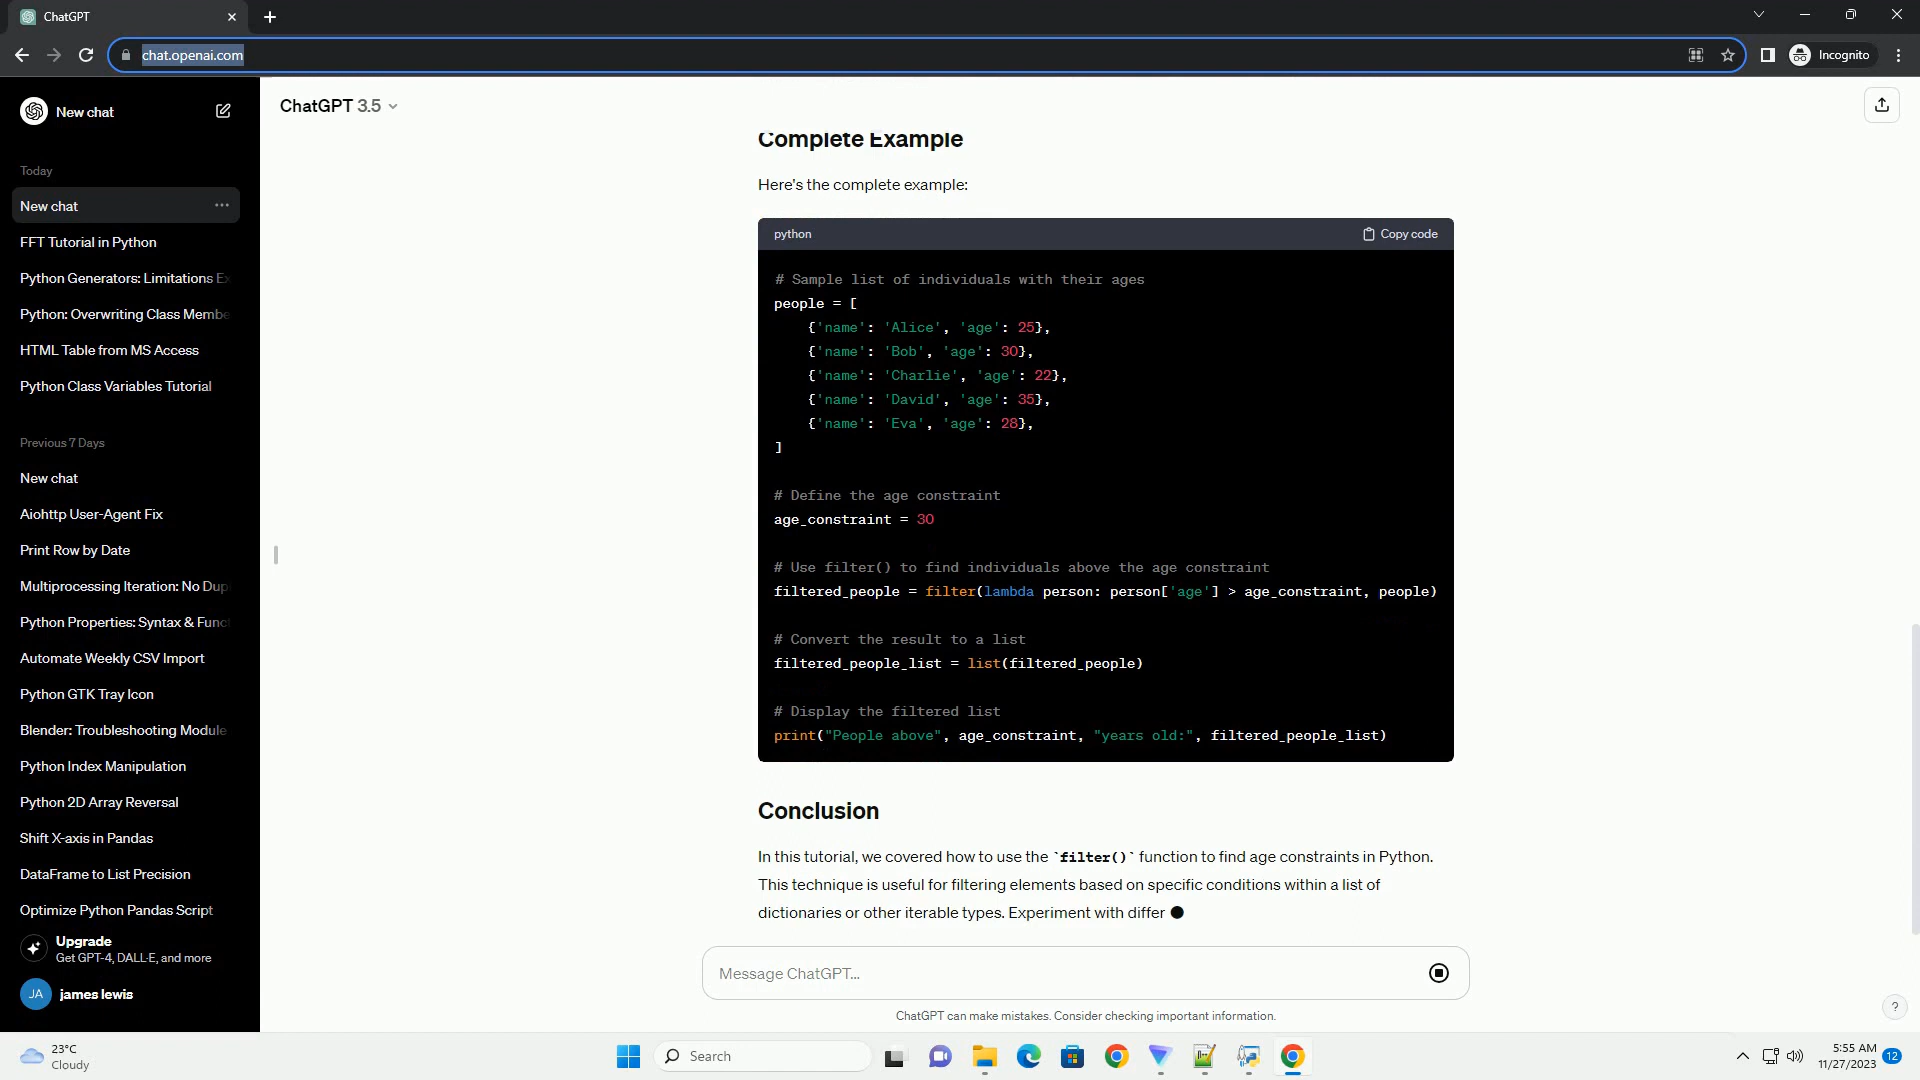 ChatGPT
chat.openai.com
Incognito
New chat
ChatGPT 3.5
Today
New chat
FFT Tutorial in Python
Python Generators: Limitations Ex
Python: Overwriting Class Membe
HTML Table from MS Access
Python Class Variables Tutorial
Previous 7 Days
New chat
Aiohttp User-Agent Fix
Print Row by Date
Multiprocessing Iteration: No Dup
Python Properties: Syntax & Func
Automate Weekly CSV Import
Python GTK Tray Icon
Blender: Troubleshooting Module
Python Index Manipulation
Python 2D Array Reversal
Shift X-axis in Pandas
DataFrame to List Precision
Optimize Python Pandas Script
Upgrade
Get GPT-4, DALL·E, and more
JA
james lewis
Complete Example
Here's the complete example:
python
Copy code
# Sample list of individuals with their ages
people = [
{'name': 'Alice', 'age': 25},
{'name': 'Bob', 'age': 30},
{'name': 'Charlie', 'age': 22},
{'name': 'David', 'age': 35},
{'name': 'Eva', 'age': 28},
]
# Define the age constraint
age_constraint = 30
# Use filter() to find individuals above the age constraint
filtered_people = filter(lambda person: person['age'] > age_constraint, people)
# Convert the result to a list
filtered_people_list = list(filtered_people)
# Display the filtered list
print("People above", age_constraint, "years old:", filtered_people_list)
Conclusion
In this tutorial, we covered how to use the `filter()` function to find age constraints in Python.
This technique is useful for filtering elements based on specific conditions within a list of
dictionaries or other iterable types. Experiment with differ
Message ChatGPT...
ChatGPT can make mistakes. Consider checking important information.
?
23°C
Cloudy
Search
5:55 AM
11/27/2023
12